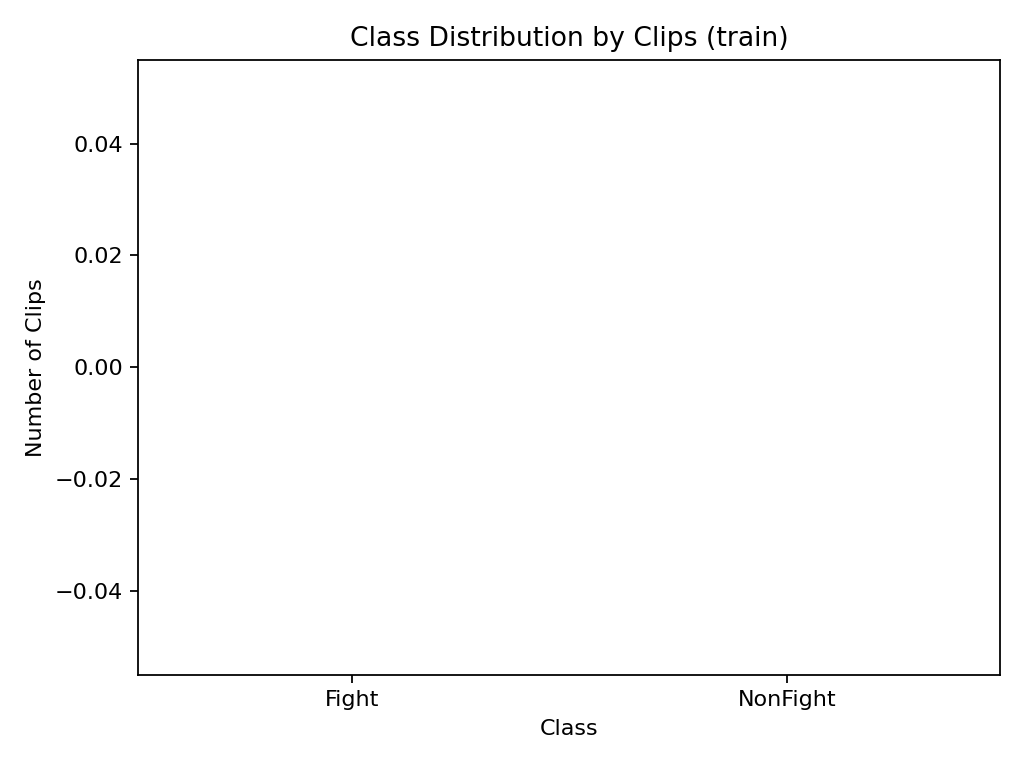 Class Distribution by Clips (train)
Number of Clips
0.04
0.02
0.00
−0.02
−0.04
Fight
NonFight
Class